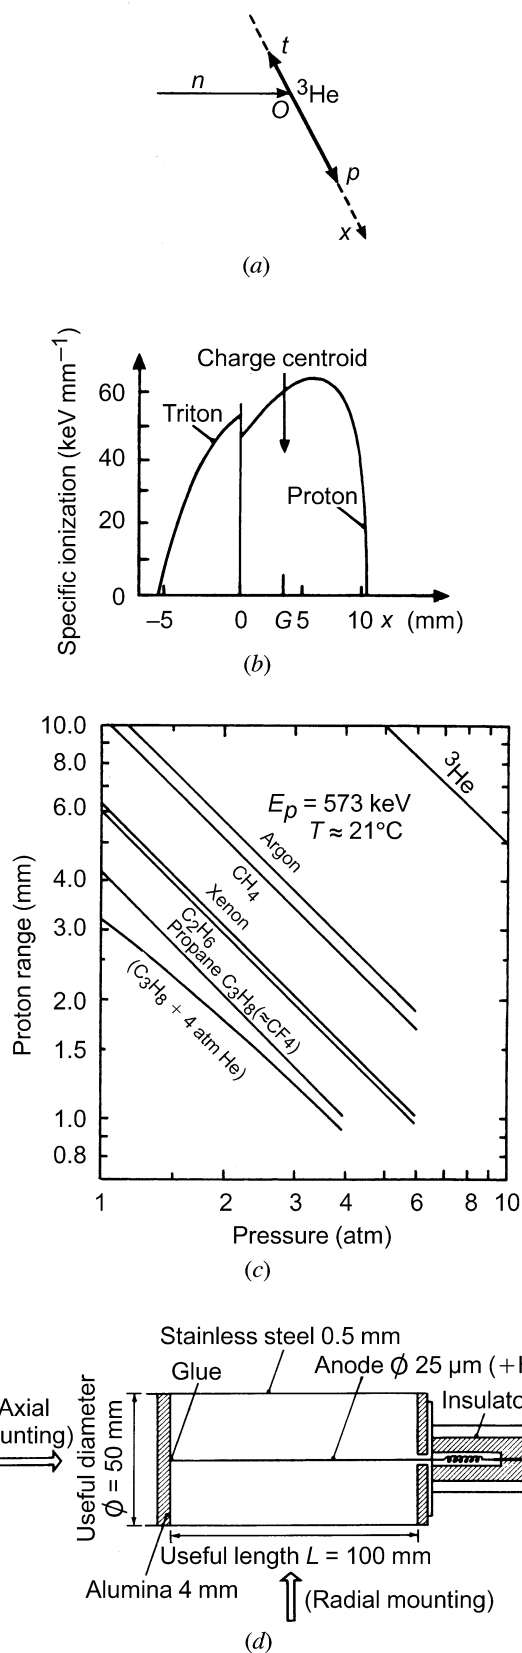 t
n
³He
O
p
x
(a)
Specific ionization (keV mm⁻¹)
Charge centroid
60
Triton
40
Proton
20
0
–5 0 G 5 10 x (mm)
(b)
Proton range (mm)
10.0
8.0
6.0
4.0
3.0
2.0
1.5
1.0
0.8
³He
Eₚ = 573 keV
T ≈ 21°C
Argon
CH₄
Xenon
C₂H₆
Propane C₃H₈(≈CF4)
(C₃H₈ + 4 atm He)
1 2 3 4 6 8 10
Pressure (atm)
(c)
Stainless steel 0.5 mm
Glue
Anode ϕ 25 µm (+H
Insulato
Axial
unting)
Useful diameter
ϕ = 50 mm
Useful length L = 100 mm
Alumina 4 mm
(Radial mounting)
(d)